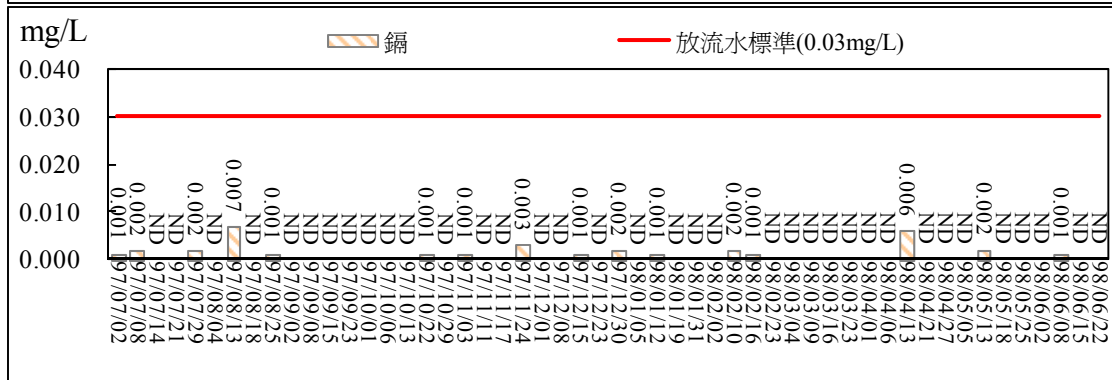 mg/L
鎘
放流水標準(0.03mg/L)
0.040
0.030
0.020
0.010
0.000
0.001
0.002
ND
ND
0.002
ND
0.007
ND
0.001
ND
ND
ND
ND
ND
ND
ND
0.001
ND
0.001
ND
ND
0.003
ND
ND
0.001
ND
0.002
ND
0.001
ND
ND
ND
0.002
0.001
ND
ND
ND
ND
ND
ND
ND
0.006
ND
ND
ND
0.002
ND
ND
ND
0.001
ND
ND
97/07/02
97/07/08
97/07/14
97/07/21
97/07/29
97/08/04
97/08/13
97/08/18
97/08/25
97/09/02
97/09/08
97/09/15
97/09/23
97/10/01
97/10/06
97/10/13
97/10/22
97/10/29
97/11/03
97/11/11
97/11/17
97/11/24
97/12/01
97/12/08
97/12/15
97/12/23
97/12/30
98/01/05
98/01/12
98/01/19
98/01/31
98/02/02
98/02/10
98/02/16
98/02/23
98/03/04
98/03/09
98/03/16
98/03/23
98/04/01
98/04/06
98/04/13
98/04/21
98/04/27
98/05/05
98/05/13
98/05/18
98/05/25
98/06/02
98/06/08
98/06/15
98/06/22